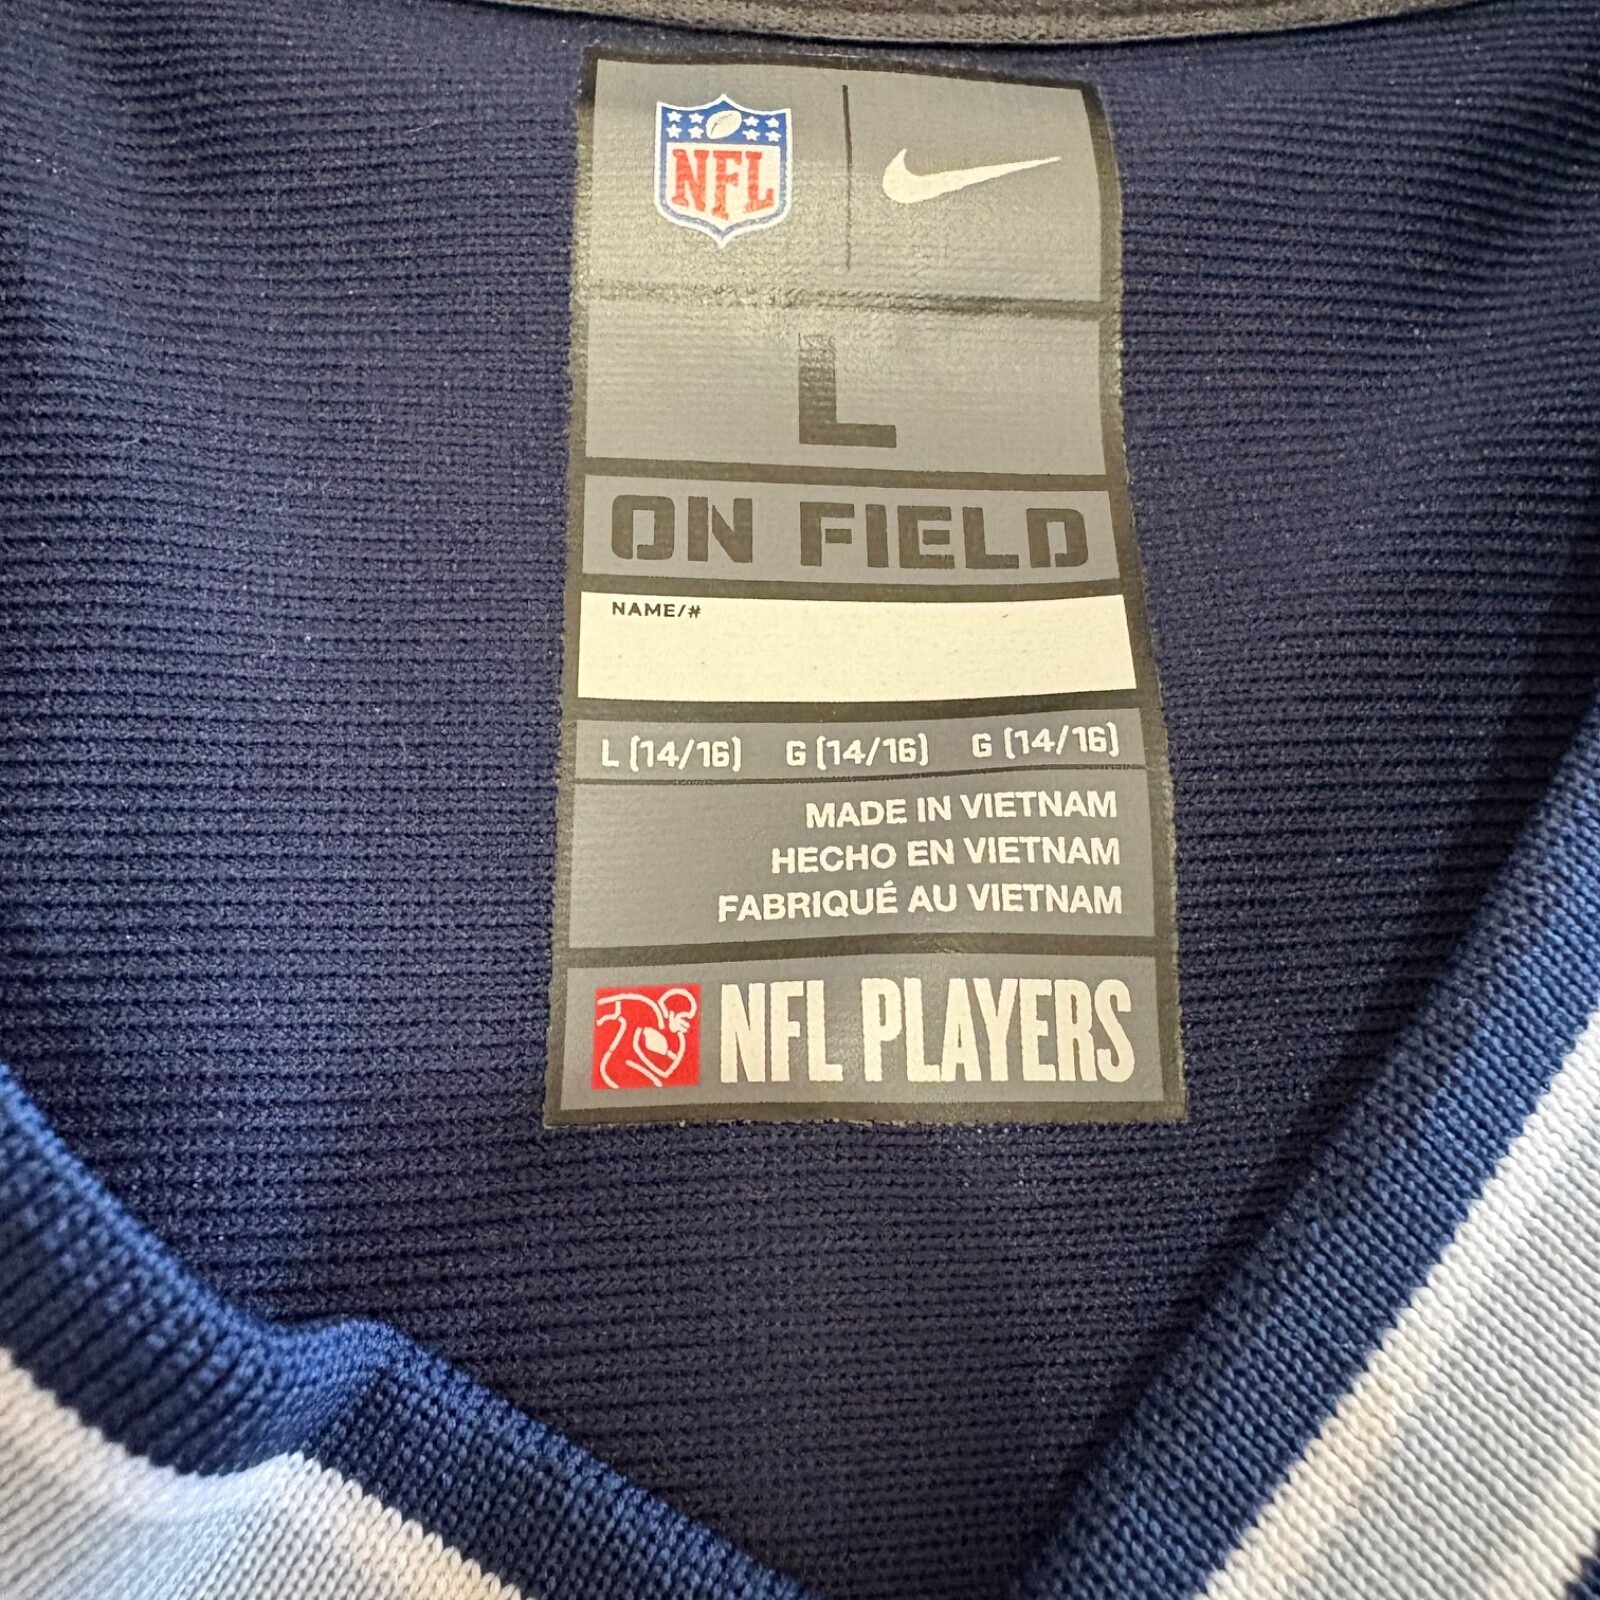 NFL
L
ON FIELD
NAME/#
L (14/16) G (14/16) G (14/16)
MADE IN VIETNAM
HECHO EN VIETNAM
FABRIQUÉ AU VIETNAM
NFL PLAYERS